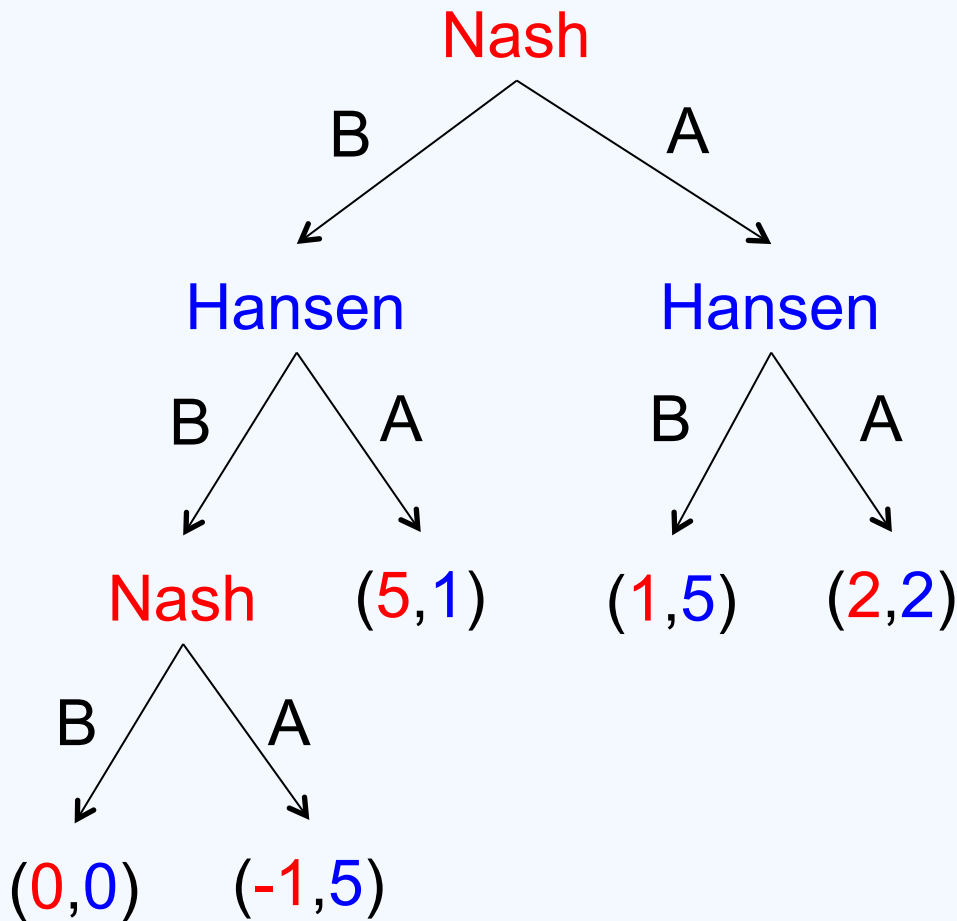 Nash
B A
Hansen Hansen
B A B A
Nash (5,1) (1,5) (2,2)
B A
(0,0) (-1,5)